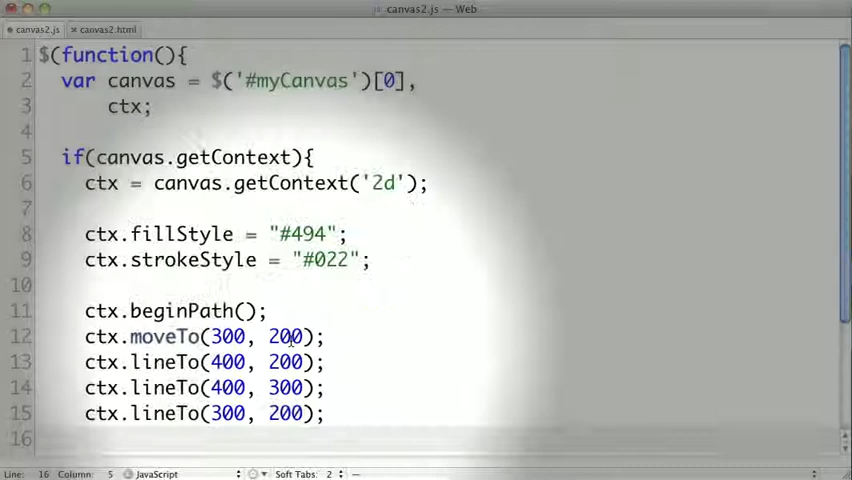 canvas2.js — Web
canvas2.js
canvas2.html
1 $(function(){
2 var canvas = $('#myCanvas')[0],
3 ctx;
4
5 if(canvas.getContext){
6 ctx = canvas.getContext('2d');
7
8 ctx.fillStyle = "#494";
9 ctx.strokeStyle = "#022";
10
11 ctx.beginPath();
12 ctx.moveTo(300, 200);
13 ctx.lineTo(400, 200);
14 ctx.lineTo(400, 300);
15 ctx.lineTo(300, 200);
16
Line: 16 Column: 5 JavaScript Soft Tabs: 2 —